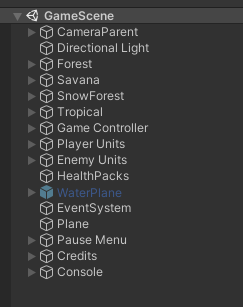 GameScene
CameraParent
Directional Light
Forest
Savana
SnowForest
Tropical
Game Controller
Player Units
Enemy Units
HealthPacks
WaterPlane
EventSystem
Plane
Pause Menu
Credits
Console